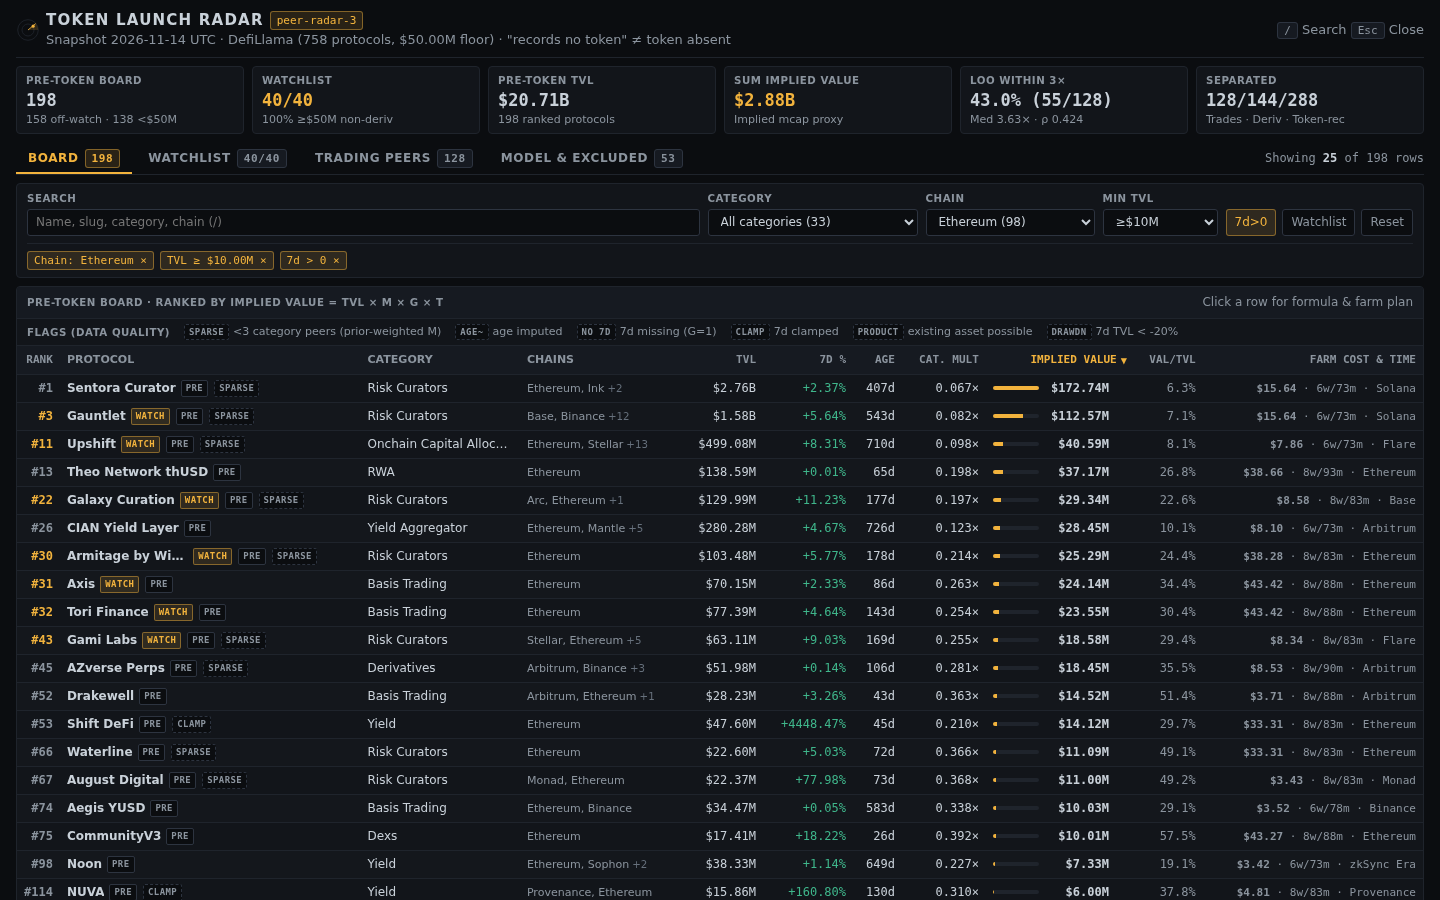 TOKEN LAUNCH RADAR peer-radar-3
Snapshot 2026-11-14 UTC · DefiLlama (758 protocols, $50.00M floor) · "records no token" ≠ token absent
/ Search Esc Close
PRE-TOKEN BOARD
198
158 off-watch · 138 <$50M
WATCHLIST
40/40
100% ≥$50M non-deriv
PRE-TOKEN TVL
$20.71B
198 ranked protocols
SUM IMPLIED VALUE
$2.88B
Implied mcap proxy
LOO WITHIN 3×
43.0% (55/128)
Med 3.63× · ρ 0.424
SEPARATED
128/144/288
Trades · Deriv · Token-rec
BOARD 198 WATCHLIST 40/40 TRADING PEERS 128 MODEL & EXCLUDED 53 Showing 25 of 198 rows
SEARCH CATEGORY CHAIN MIN TVL
Name, slug, category, chain (/) All categories (33) Ethereum (98) ≥$10M 7d>0 Watchlist Reset
Chain: Ethereum × TVL ≥ $10.00M × 7d > 0 ×
PRE-TOKEN BOARD · RANKED BY IMPLIED VALUE = TVL × M × G × T Click a row for formula & farm plan
FLAGS (DATA QUALITY) SPARSE <3 category peers (prior-weighted M) AGE~ age imputed NO 7D 7d missing (G=1) CLAMP 7d clamped PRODUCT existing asset possible DRAWDN 7d TVL < -20%
RANK PROTOCOL CATEGORY CHAINS TVL 7D % AGE CAT. MULT IMPLIED VALUE ▼ VAL/TVL FARM COST & TIME
#1 Sentora Curator PRE SPARSE Risk Curators Ethereum, Ink +2 $2.76B +2.37% 407d 0.067× $172.74M 6.3% $15.64 · 6w/73m · Solana
#3 Gauntlet WATCH PRE SPARSE Risk Curators Base, Binance +12 $1.58B +5.64% 543d 0.082× $112.57M 7.1% $15.64 · 6w/73m · Solana
#11 Upshift WATCH PRE SPARSE Onchain Capital Alloc… Ethereum, Stellar +13 $499.08M +8.31% 710d 0.098× $40.59M 8.1% $7.86 · 6w/73m · Flare
#13 Theo Network thUSD PRE RWA Ethereum $138.59M +0.01% 65d 0.198× $37.17M 26.8% $38.66 · 8w/93m · Ethereum
#22 Galaxy Curation WATCH PRE SPARSE Risk Curators Arc, Ethereum +1 $129.99M +11.23% 177d 0.197× $29.34M 22.6% $8.58 · 8w/83m · Base
#26 CIAN Yield Layer PRE Yield Aggregator Ethereum, Mantle +5 $280.28M +4.67% 726d 0.123× $28.45M 10.1% $8.10 · 6w/73m · Arbitrum
#30 Armitage by Wi… WATCH PRE SPARSE Risk Curators Ethereum $103.48M +5.77% 178d 0.214× $25.29M 24.4% $38.28 · 8w/83m · Ethereum
#31 Axis WATCH PRE Basis Trading Ethereum $70.15M +2.33% 86d 0.263× $24.14M 34.4% $43.42 · 8w/88m · Ethereum
#32 Tori Finance WATCH PRE Basis Trading Ethereum $77.39M +4.64% 143d 0.254× $23.55M 30.4% $43.42 · 8w/88m · Ethereum
#43 Gami Labs WATCH PRE SPARSE Risk Curators Stellar, Ethereum +5 $63.11M +9.03% 169d 0.255× $18.58M 29.4% $8.34 · 8w/83m · Flare
#45 AZverse Perps PRE SPARSE Derivatives Arbitrum, Binance +3 $51.98M +0.14% 106d 0.281× $18.45M 35.5% $8.53 · 8w/90m · Arbitrum
#52 Drakewell PRE Basis Trading Arbitrum, Ethereum +1 $28.23M +3.26% 43d 0.363× $14.52M 51.4% $3.71 · 8w/88m · Arbitrum
#53 Shift DeFi PRE CLAMP Yield Ethereum $47.60M +4448.47% 45d 0.210× $14.12M 29.7% $33.31 · 8w/83m · Ethereum
#66 Waterline PRE SPARSE Risk Curators Ethereum $22.60M +5.03% 72d 0.366× $11.09M 49.1% $33.31 · 8w/83m · Ethereum
#67 August Digital PRE SPARSE Risk Curators Monad, Ethereum $22.37M +77.98% 73d 0.368× $11.00M 49.2% $3.43 · 8w/83m · Monad
#74 Aegis YUSD PRE Basis Trading Ethereum, Binance $34.47M +0.05% 583d 0.338× $10.03M 29.1% $3.52 · 6w/78m · Binance
#75 CommunityV3 PRE Dexs Ethereum $17.41M +18.22% 26d 0.392× $10.01M 57.5% $43.27 · 8w/88m · Ethereum
#98 Noon PRE Yield Ethereum, Sophon +2 $38.33M +1.14% 649d 0.227× $7.33M 19.1% $3.42 · 6w/73m · zkSync Era
#114 NUVA PRE CLAMP Yield Provenance, Ethereum $15.86M +160.80% 130d 0.310× $6.00M 37.8% $4.81 · 8w/83m · Provenance